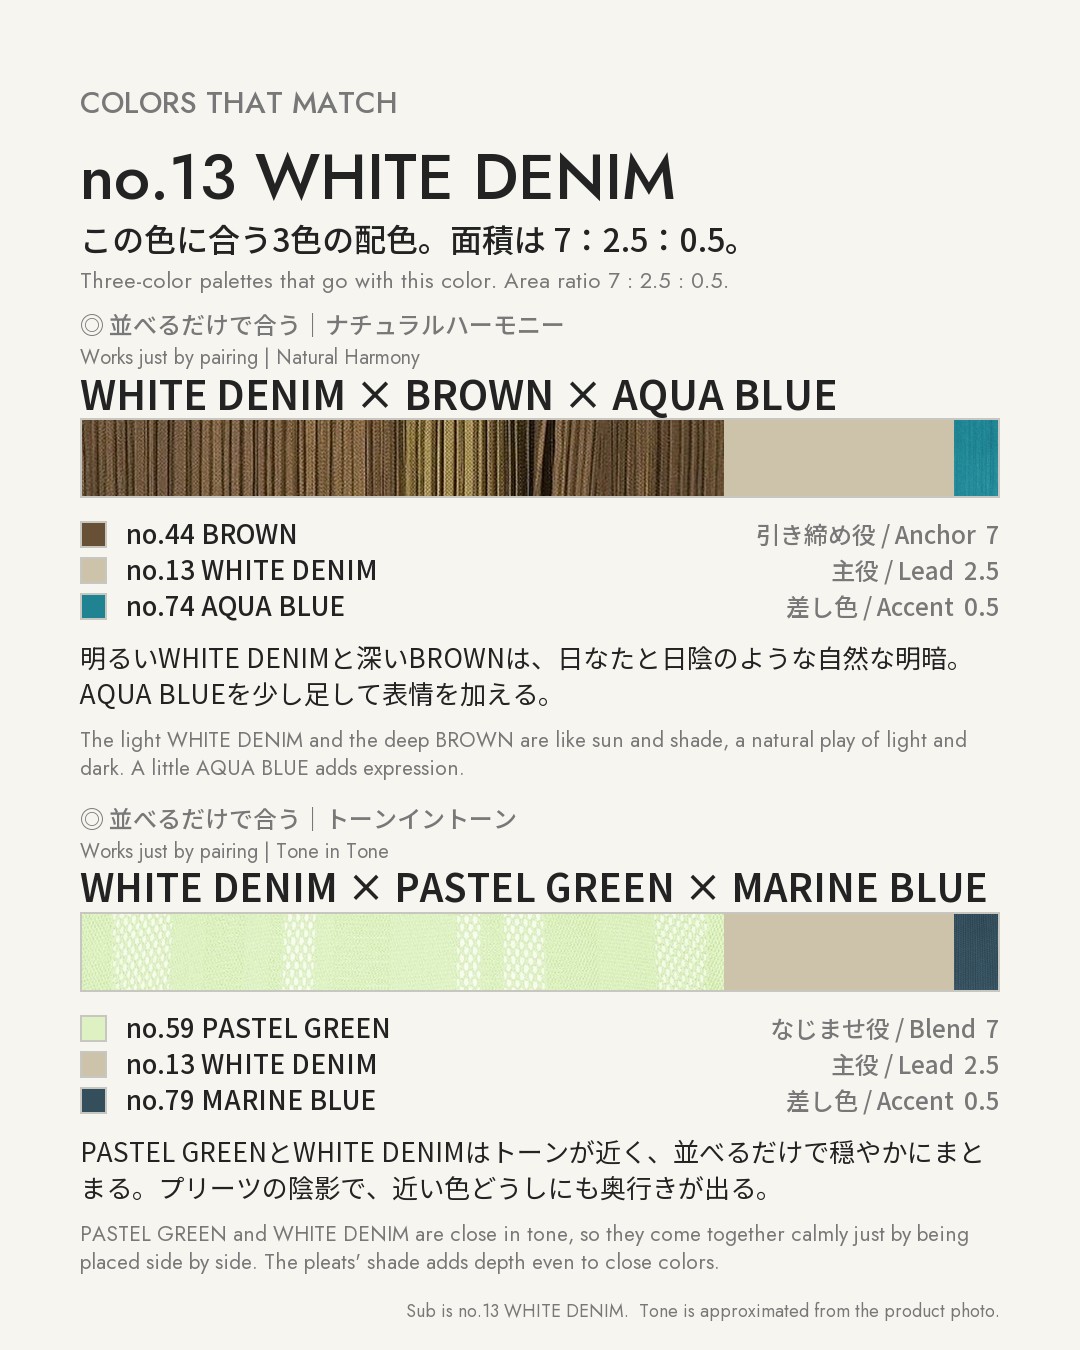 COLORS THAT MATCH
no.13 WHITE DENIM
この色に合う3色の配色。面積は 7：2.5：0.5。
Three-color palettes that go with this color. Area ratio 7 : 2.5 : 0.5.
◎ 並べるだけで合う｜ナチュラルハーモニー
Works just by pairing | Natural Harmony
WHITE DENIM × BROWN × AQUA BLUE
no.44 BROWN 引き締め役 / Anchor 7
no.13 WHITE DENIM 主役 / Lead 2.5
no.74 AQUA BLUE 差し色 / Accent 0.5
明るいWHITE DENIMと深いBROWNは、日なたと日陰のような自然な明暗。
AQUA BLUEを少し足して表情を加える。
The light WHITE DENIM and the deep BROWN are like sun and shade, a natural play of light and
dark. A little AQUA BLUE adds expression.
◎ 並べるだけで合う｜トーンイントーン
Works just by pairing | Tone in Tone
WHITE DENIM × PASTEL GREEN × MARINE BLUE
no.59 PASTEL GREEN なじませ役 / Blend 7
no.13 WHITE DENIM 主役 / Lead 2.5
no.79 MARINE BLUE 差し色 / Accent 0.5
PASTEL GREENとWHITE DENIMはトーンが近く、並べるだけで穏やかにまと
まる。プリーツの陰影で、近い色どうしにも奥行きが出る。
PASTEL GREEN and WHITE DENIM are close in tone, so they come together calmly just by being
placed side by side. The pleats’ shade adds depth even to close colors.
Sub is no.13 WHITE DENIM. Tone is approximated from the product photo.